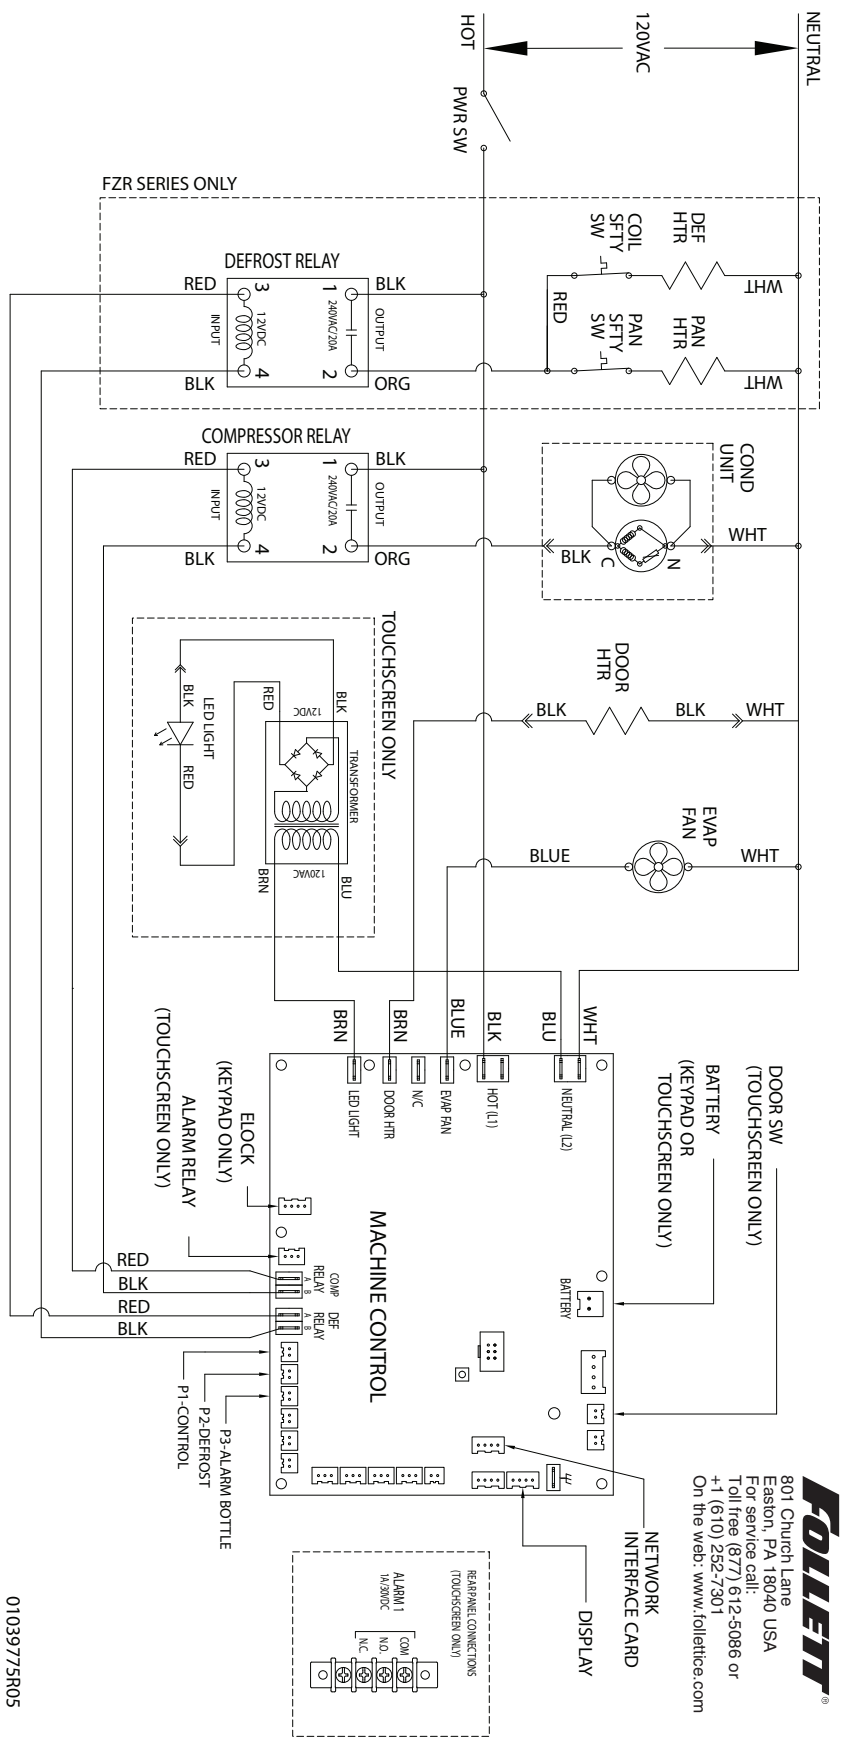 NEUTRAL
120VAC
HOT
PWR SW
FZR SERIES ONLY
DEF
HTR
COIL
SFTY
SW
WHT
PAN
HTR
PAN
SFTY
SW
WHT
RED
DEFROST RELAY
RED
3
12VDC
INPUT
4
BLK
1
240VAC/20A
OUTPUT
2
BLK
ORG
COMPRESSOR RELAY
RED
3
12VDC
INPUT
4
BLK
1
240VAC/20A
OUTPUT
2
BLK
ORG
COND
UNIT
WHT
N
C
BLK
DOOR
HTR
BLK
BLK
WHT
EVAP
FAN
BLUE
WHT
TOUCHSCREEN ONLY
LED LIGHT
BLK
RED
RED
BLK
12VDC
TRANSFORMER
120VAC
BRN
BLU
BRN
BRN
BLUE
BLK
BLU
WHT
LED LIGHT
DOOR HTR
N/C
EVAP FAN
HOT (L1)
NEUTRAL (L2)
DOOR SW
(TOUCHSCREEN ONLY)
BATTERY
(KEYPAD OR
TOUCHSCREEN ONLY)
ELOCK
(KEYPAD ONLY)
ALARM RELAY
(TOUCHSCREEN ONLY)
MACHINE CONTROL
BATTERY
RED
BLK
RED
BLK
COMP
RELAY
A
B
DEF
RELAY
A
B
P1-CONTROL
P2-DEFROST
P3-ALARM BOTTLE
NETWORK
INTERFACE CARD
DISPLAY
REAR PANEL CONNECTIONS
(TOUCHSCREEN ONLY)
ALARM 1
1A/30VDC
COM
N.O.
N.C.
FOLLETT®
801 Church Lane
Easton, PA 18040 USA
For service call:
Toll free (877) 612-5086 or
+1 (610) 252-7301
On the web: www.follettice.com
01039775R05